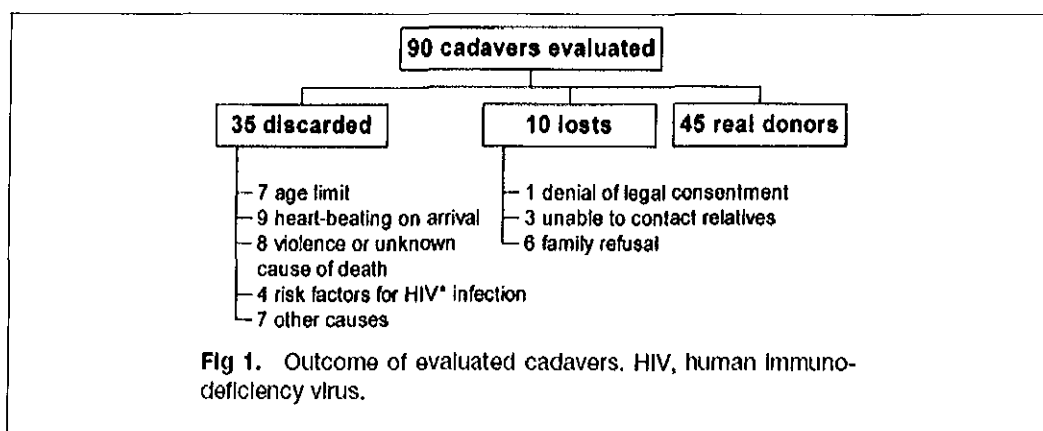 90 cadavers evaluated
35 discarded
10 losts
45 real donors
7 age limit
9 heart-beating on arrival
8 violence or unknown
cause of death
4 risk factors for HIV* infection
7 other causes
1 denial of legal consentment
3 unable to contact relatives
6 family refusal
Fig 1. Outcome of evaluated cadavers. HIV, human immuno-
deficiency virus.